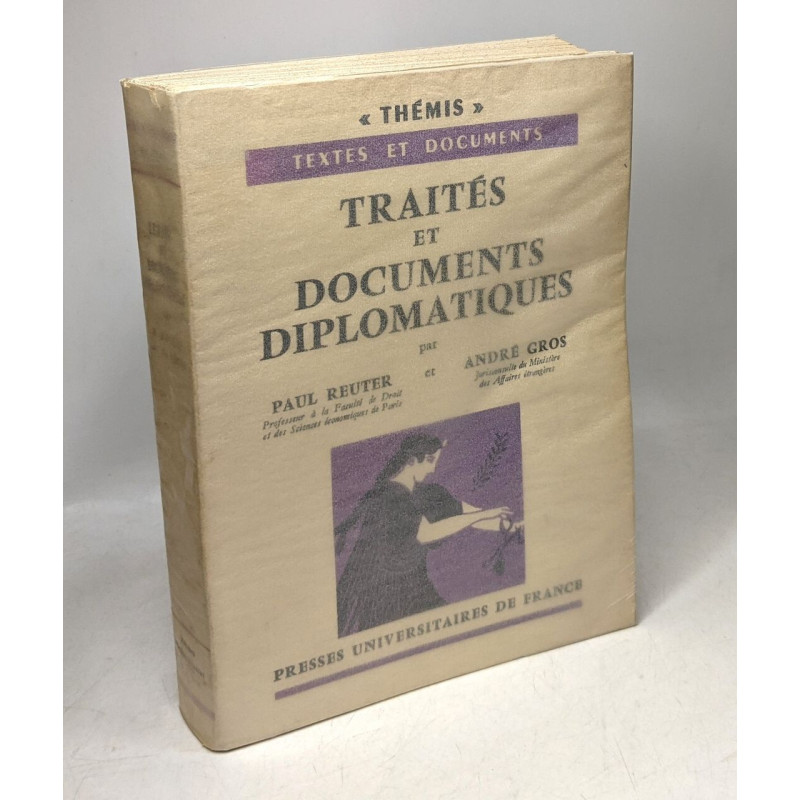 « THÉMIS »
TEXTES ET DOCUMENTS
TRAITÉS
ET
DOCUMENTS
DIPLOMATIQUES
par
PAUL REUTER
Professeur à la Faculté de Droit
et des Sciences économiques de Paris
et
ANDRÉ GROS
Jurisconsulte du Ministère
des Affaires étrangères
PRESSES UNIVERSITAIRES DE FRANCE